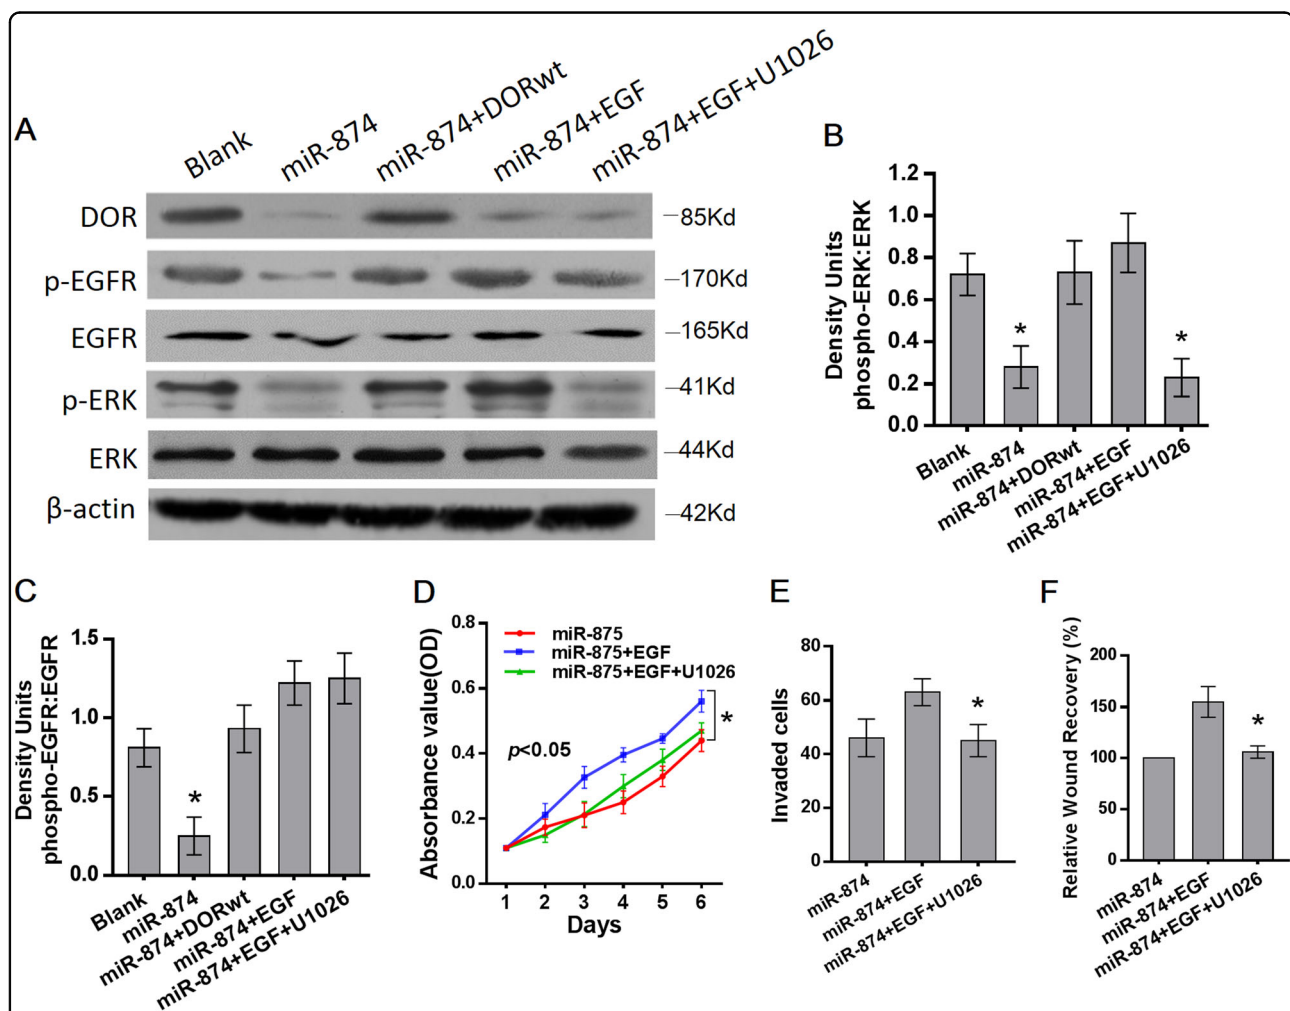 A
Blank
miR-874
miR-874+DORwt
miR-874+EGF
miR-874+EGF+U1026
DOR
85Kd
p-EGFR
170Kd
EGFR
165Kd
p-ERK
41Kd
ERK
44Kd
β-actin
42Kd
B
Density Units
phospho-ERK:ERK
1.2
1.0
0.8
0.6
0.4
0.2
0.0
*
*
Blank
miR-874
miR-874+DORwt
miR-874+EGF
miR-874+EGF+U1026
C
Density Units
phospho-EGFR:EGFR
1.5
1.0
0.5
0.0
*
Blank
miR-874
miR-874+DORwt
miR-874+EGF
miR-874+EGF+U1026
D
Absorbance value(OD)
0.8
0.6
0.4
0.2
0.0
miR-875
miR-875+EGF
miR-875+EGF+U1026
p<0.05
*
1 2 3 4 5 6
Days
E
Invaded cells
80
60
40
20
0
*
miR-874
miR-874+EGF
miR-874+EGF+U1026
F
Relative Wound Recovery (%)
200
150
100
50
0
*
miR-874
miR-874+EGF
miR-874+EGF+U1026